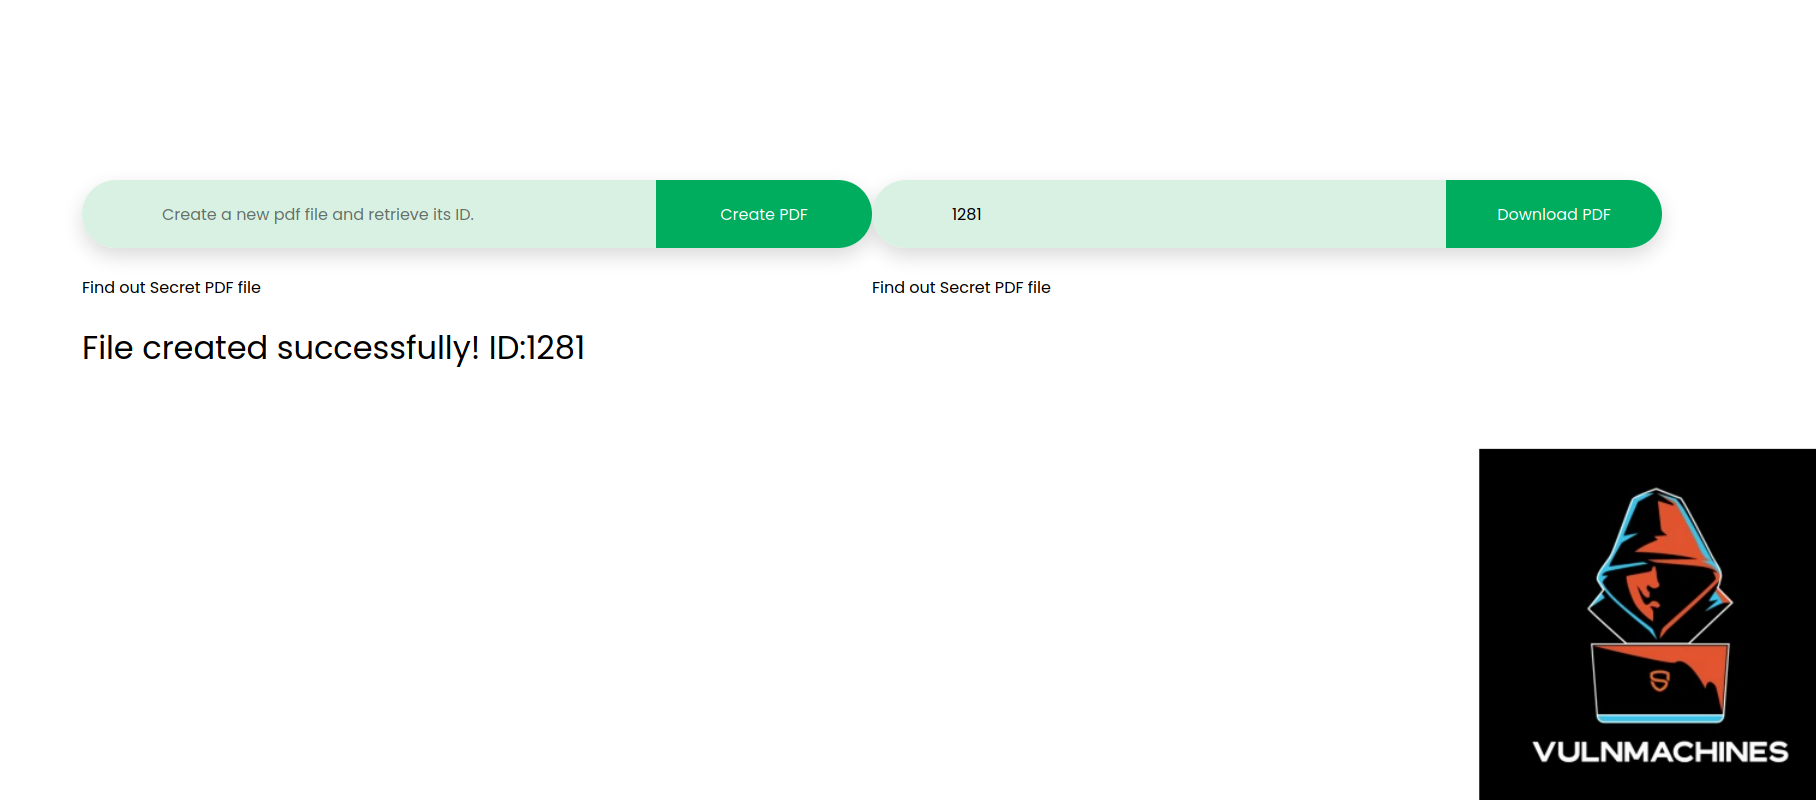 Create a new pdf file and retrieve its ID.
Create PDF
1281
Download PDF
Find out Secret PDF file
Find out Secret PDF file
File created successfully! ID:1281
VULNMACHINES